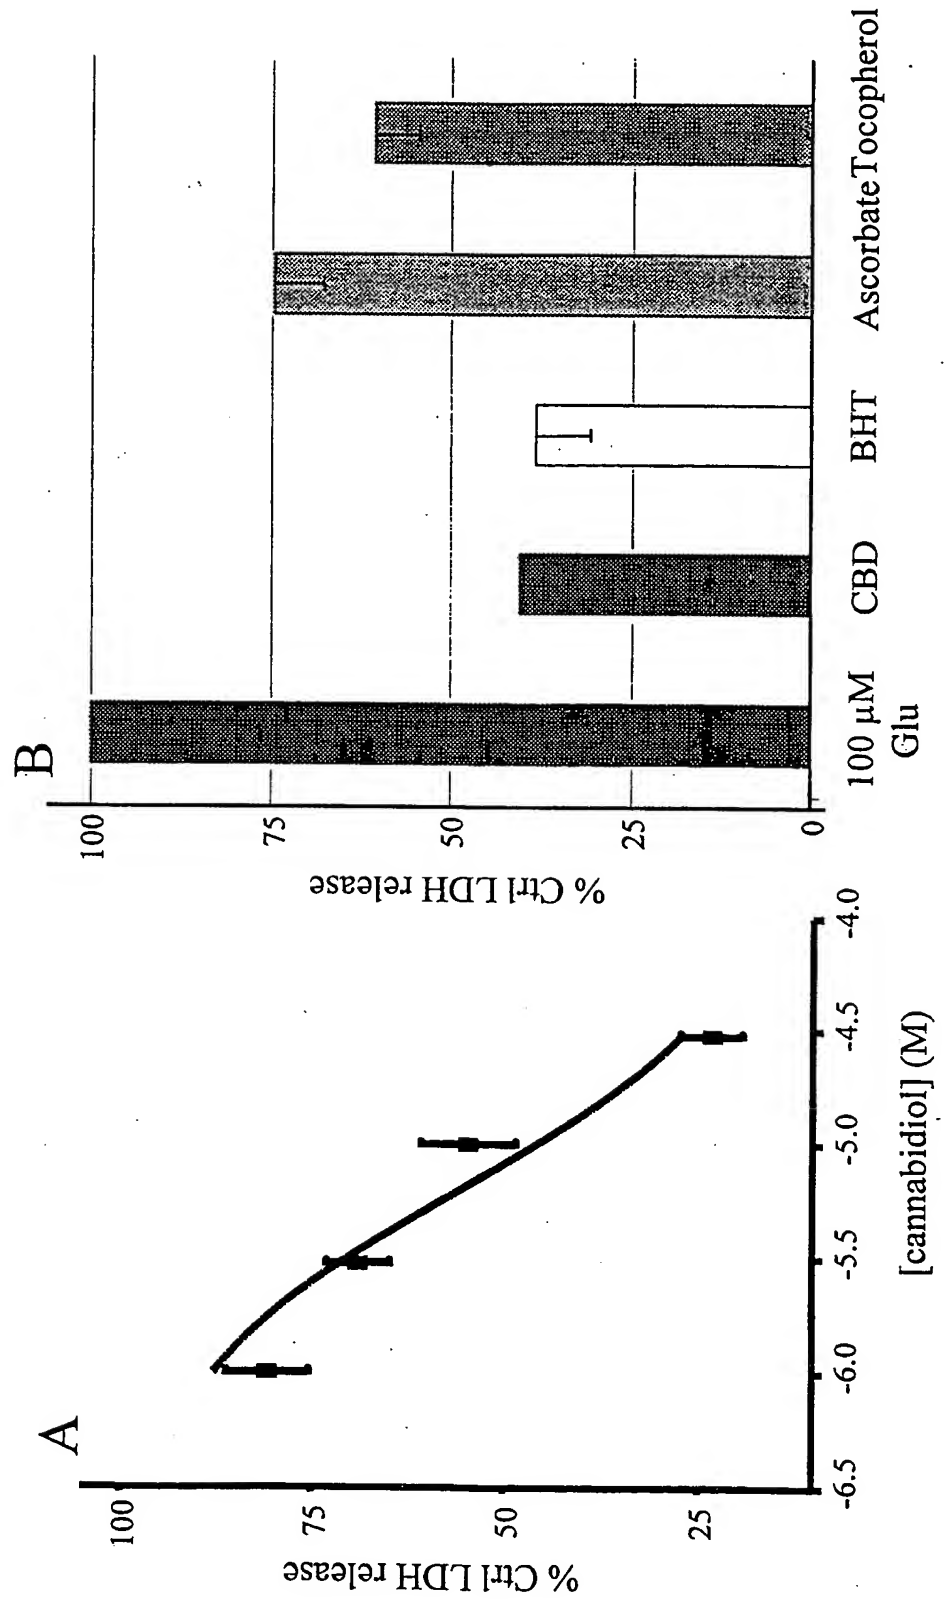 A
100
75
50
25
% Ctrl LDH release
-6.5
-6.0
-5.5
-5.0
-4.5
-4.0
[cannabidiol] (M)
B
100
75
50
25
0
% Ctrl LDH release
100 μM
Glu
CBD
BHT
Ascorbate
Tocopherol